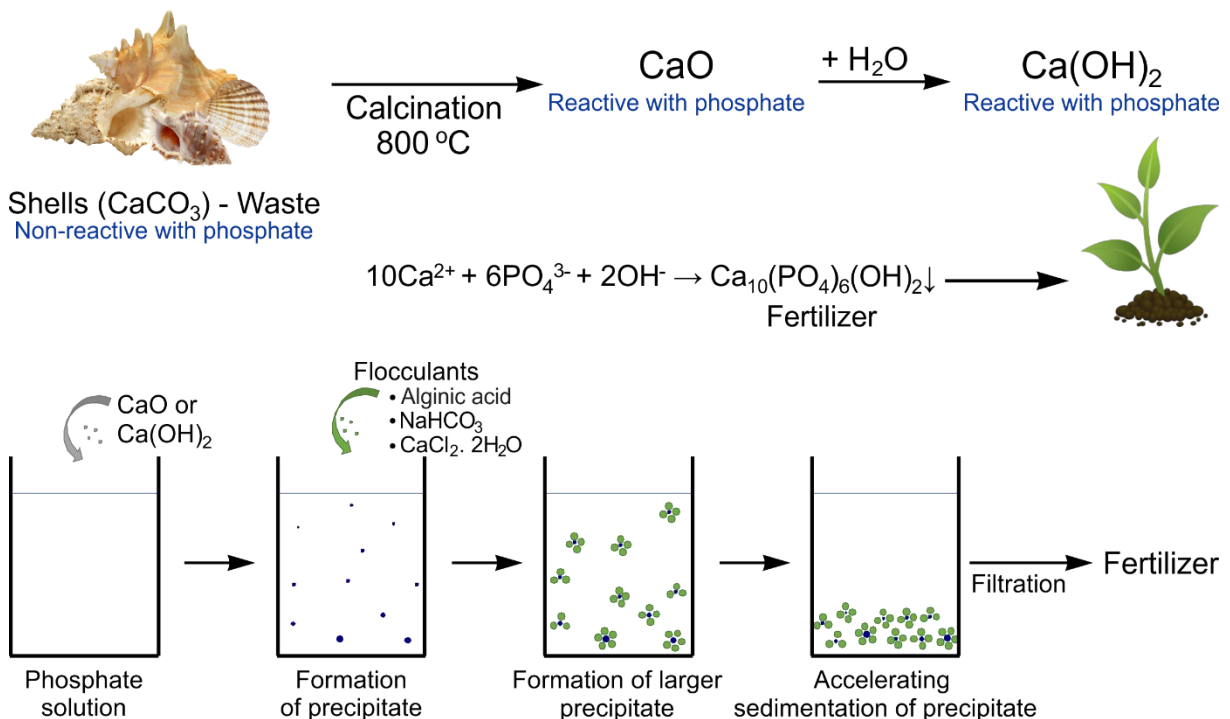 CaO
+ H₂O
Ca(OH)₂
Reactive with phosphate
Reactive with phosphate
Calcination
800 ºC
Shells (CaCO₃) - Waste
Non-reactive with phosphate
10Ca²⁺ + 6PO₄³⁻ + 2OH⁻ → Ca₁₀(PO₄)₆(OH)₂↓
Fertilizer
CaO or
Ca(OH)₂
Flocculants
• Alginic acid
• NaHCO₃
• CaCl₂. 2H₂O
Filtration
Fertilizer
Phosphate
solution
Formation
of precipitate
Formation of larger
precipitate
Accelerating
sedimentation of precipitate